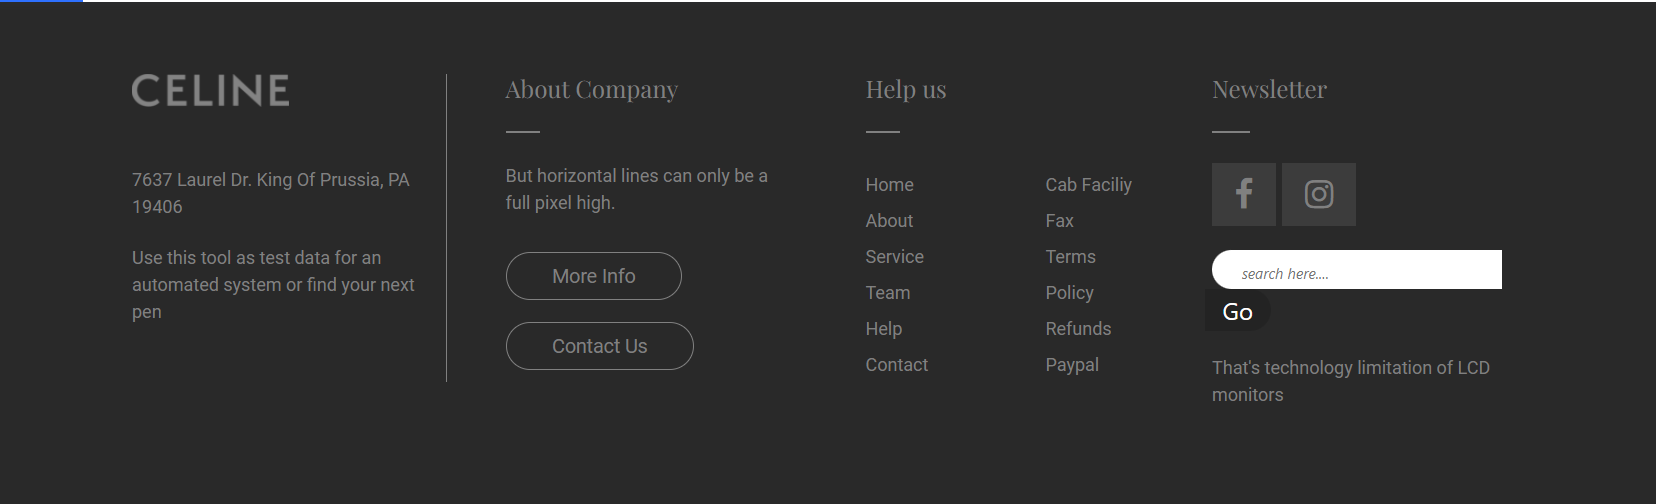 CELINE
7637 Laurel Dr. King Of Prussia, PA
19406
Use this tool as test data for an
automated system or find your next
pen
About Company
But horizontal lines can only be a
full pixel high.
More Info
Contact Us
Help us
Home
About
Service
Team
Help
Contact
Cab Faciliy
Fax
Terms
Policy
Refunds
Paypal
Newsletter
search here....
Go
That's technology limitation of LCD
monitors